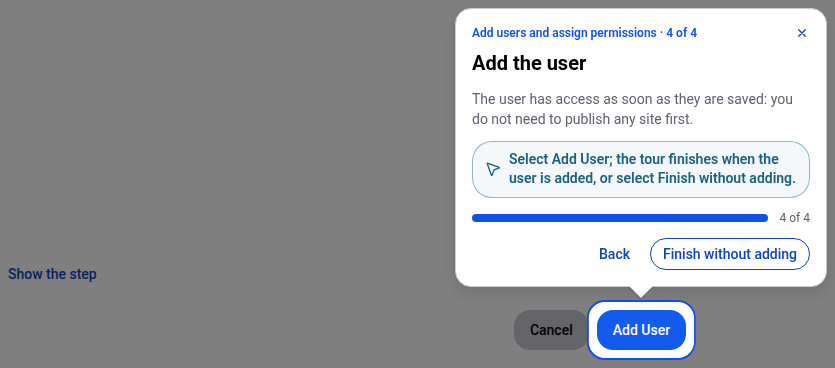 Add users and assign permissions · 4 of 4
Add the user
The user has access as soon as they are saved: you
do not need to publish any site first.
Select Add User; the tour finishes when the
user is added, or select Finish without adding.
4 of 4
Back
Finish without adding
Show the step
Cancel
Add User